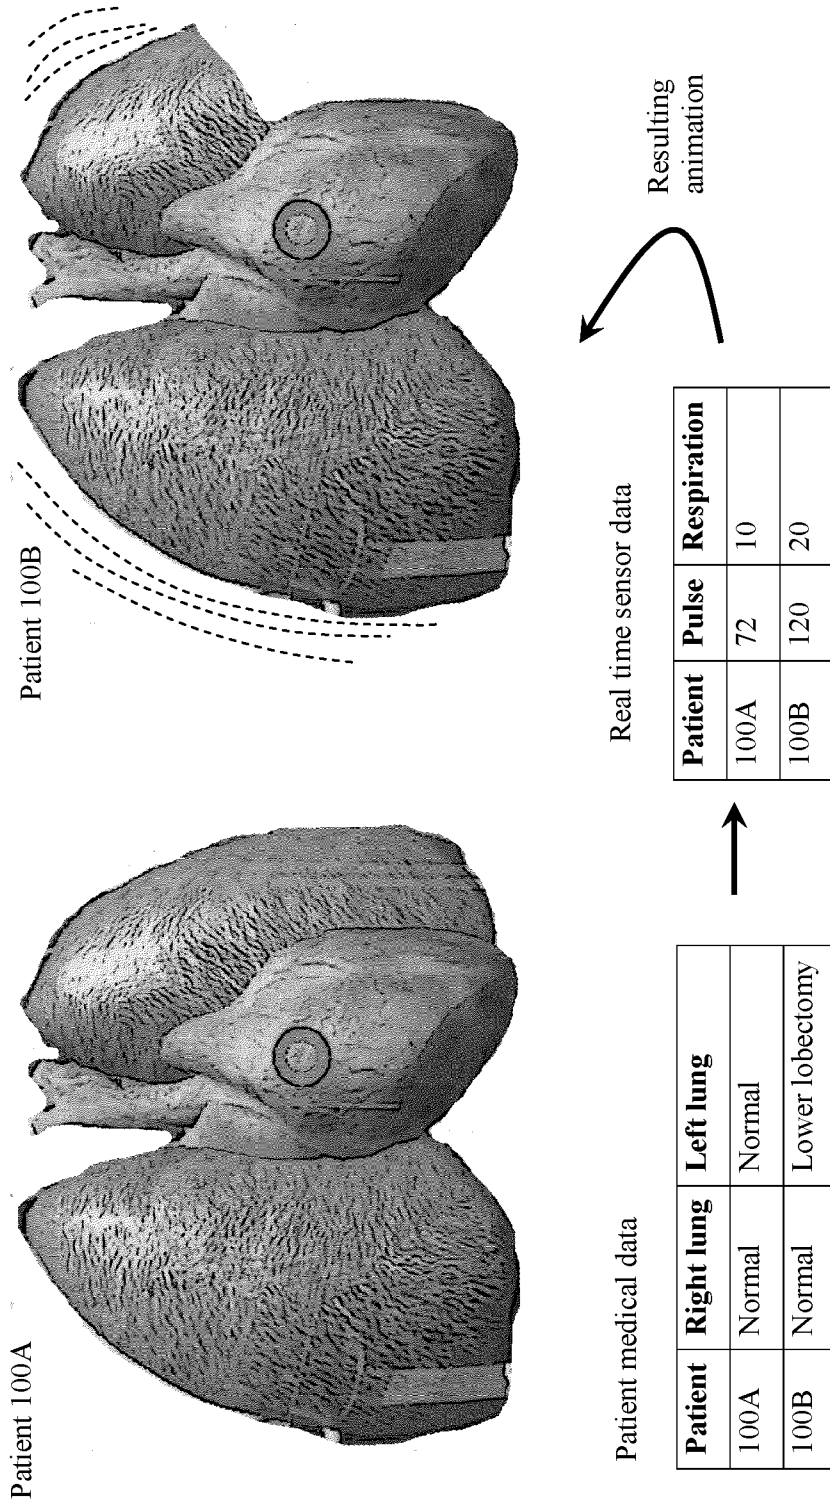 Patient 100A
Patient 100B
Patient medical data
Patient Right lung Left lung
100A Normal Normal
100B Normal Lower lobectomy
Real time sensor data
Patient Pulse Respiration
100A 72 10
100B 120 20
Resulting
animation